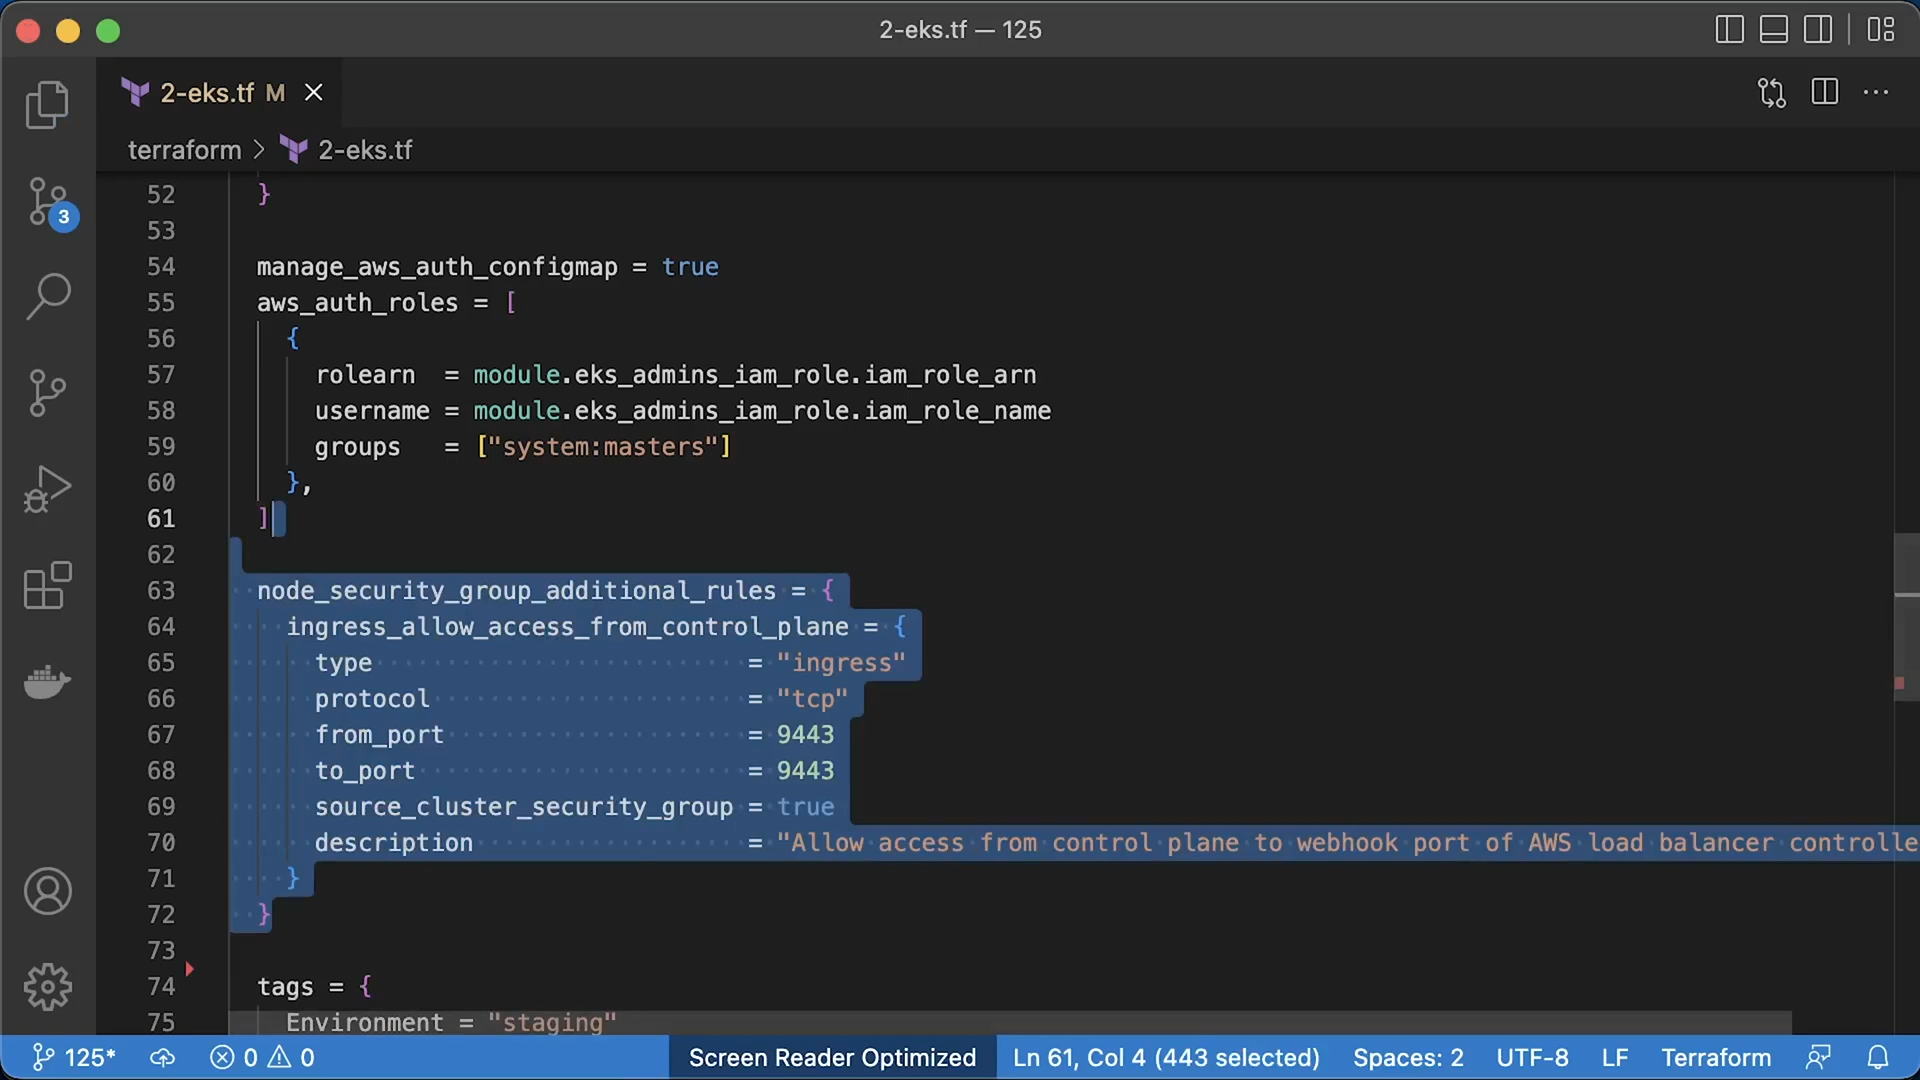 2-eks.tf — 125
2-eks.tf M
terraform > 2-eks.tf
3
52 }
53
54 manage_aws_auth_configmap = true
55 aws_auth_roles = [
56 {
57 rolearn = module.eks_admins_iam_role.iam_role_arn
58 username = module.eks_admins_iam_role.iam_role_name
59 groups = ["system:masters"]
60 },
61 ]
62
63 node_security_group_additional_rules = {
64 ingress_allow_access_from_control_plane = {
65 type = "ingress"
66 protocol = "tcp"
67 from_port = 9443
68 to_port = 9443
69 source_cluster_security_group = true
70 description = "Allow access from control plane to webhook port of AWS load balancer controlle
71 }
72 }
73
74 tags = {
75 Environment = "staging"
125* 0 0 Screen Reader Optimized Ln 61, Col 4 (443 selected) Spaces: 2 UTF-8 LF Terraform